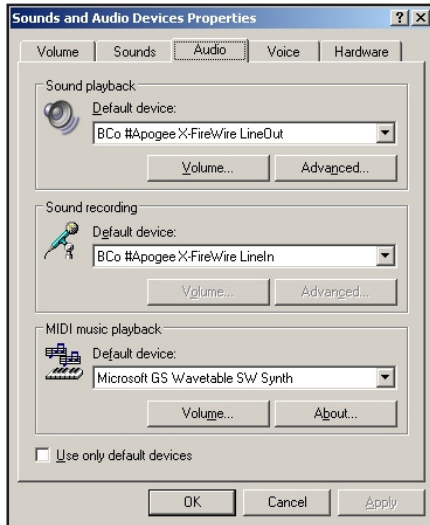 Sounds and Audio Devices Properties
Volume Sounds Audio Voice Hardware
Sound playback
Default device:
BCo #Apogee X-FireWire LineOut
Volume... Advanced...
Sound recording
Default device:
BCo #Apogee X-FireWire LineIn
Volume... Advanced...
MIDI music playback
Default device:
Microsoft GS Wavetable SW Synth
Volume... About...
Use only default devices
OK Cancel Apply